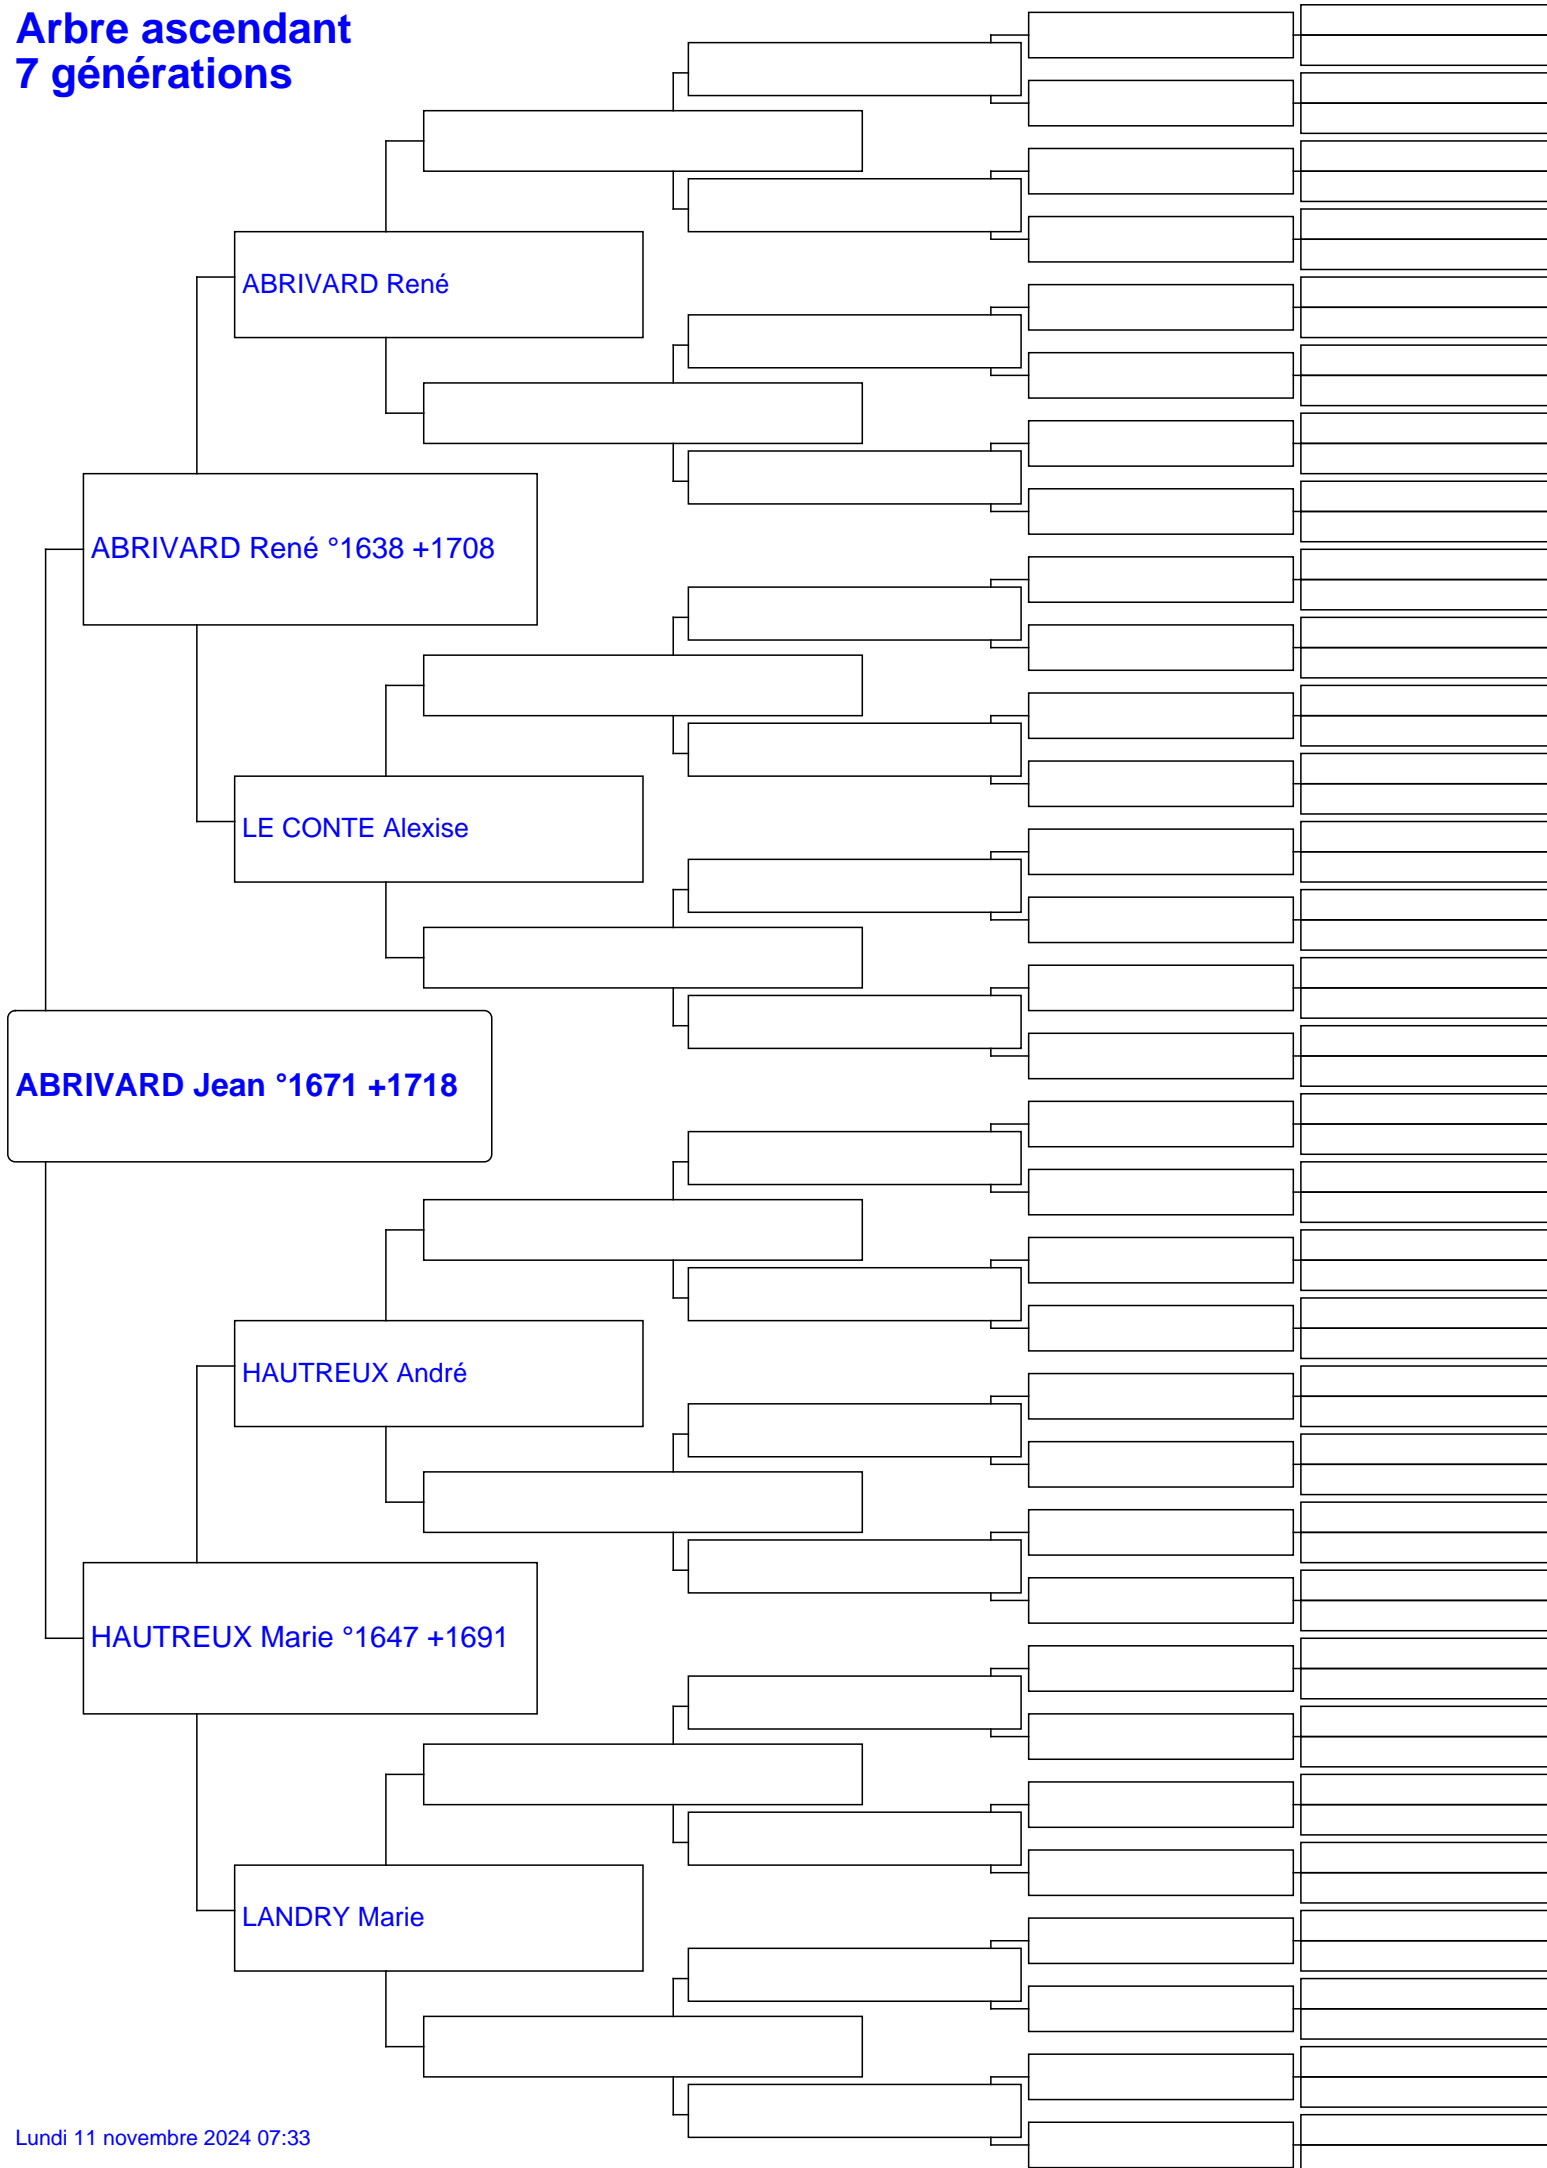 Arbre ascendant
7 générations
ABRIVARD René
ABRIVARD René °1638 +1708
LE CONTE Alexise
ABRIVARD Jean °1671 +1718
HAUTREUX André
HAUTREUX Marie °1647 +1691
LANDRY Marie
Lundi 11 novembre 2024 07:33